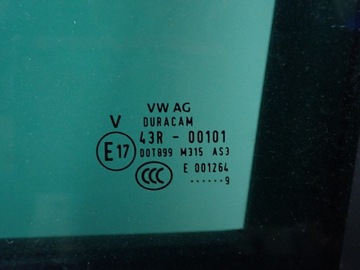 VW AG
V DURACAM
43R - 00101
E17 DOT899 M315 AS3
CCC E 001264
······9